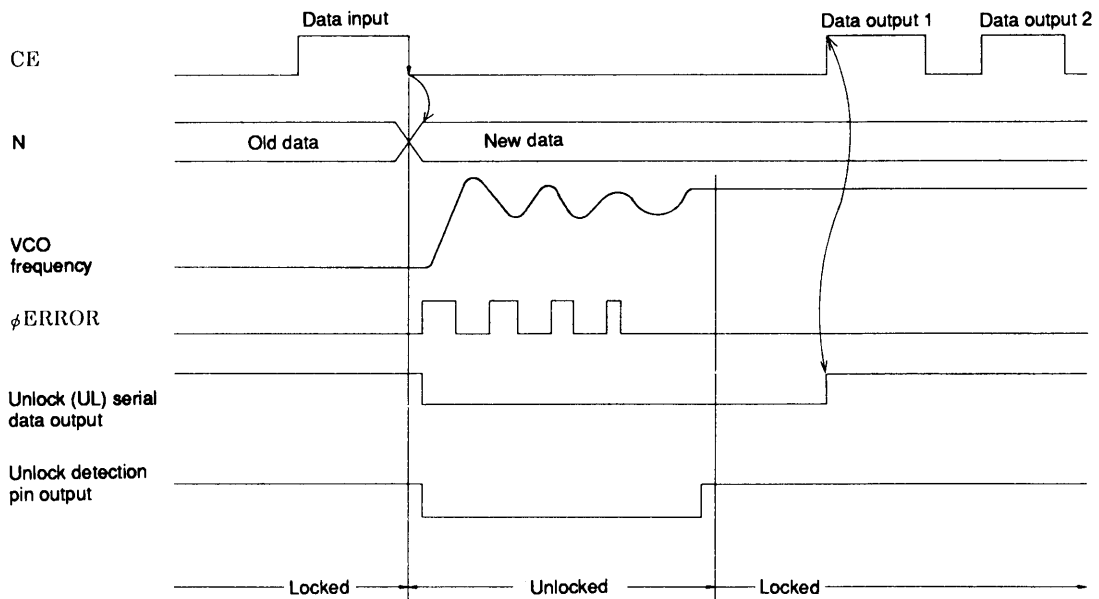 Data input
Data output 1
Data output 2
CE
N
Old data
New data
VCO
frequency
φERROR
Unlock (UL) serial
data output
Unlock detection
pin output
Locked
Unlocked
Locked